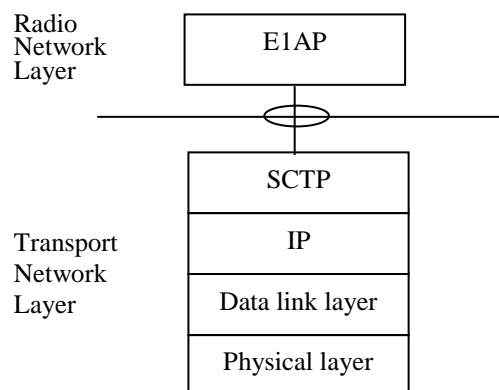 Radio
Network
Layer
E1AP
SCTP
IP
Transport
Network
Layer
Data link layer
Physical layer